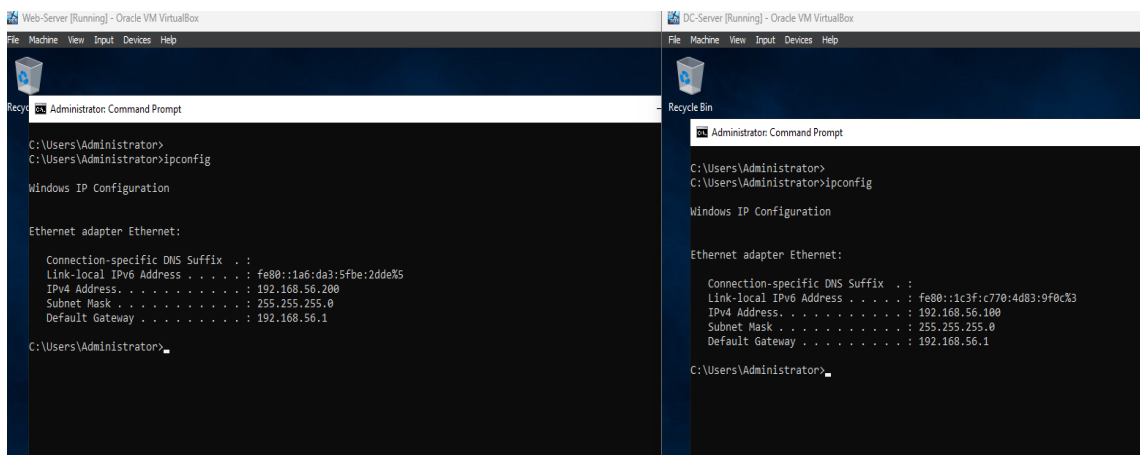 Web-Server [Running] - Oracle VM VirtualBox
File Machine View Input Devices Help
Administrator: Command Prompt
C:\Users\Administrator>
C:\Users\Administrator>ipconfig
Windows IP Configuration
Ethernet adapter Ethernet:
Connection-specific DNS Suffix . :
Link-local IPv6 Address . . . . . : fe80::1a6:da3:5fbe:2dde%5
IPv4 Address. . . . . . . . . . . : 192.168.56.200
Subnet Mask . . . . . . . . . . . : 255.255.255.0
Default Gateway . . . . . . . . . : 192.168.56.1
C:\Users\Administrator>
DC-Server [Running] - Oracle VM VirtualBox
File Machine View Input Devices Help
Recycle Bin
Administrator: Command Prompt
C:\Users\Administrator>
C:\Users\Administrator>ipconfig
Windows IP Configuration
Ethernet adapter Ethernet:
Connection-specific DNS Suffix . :
Link-local IPv6 Address . . . . . : fe80::1c3f:c770:4d83:9f0c%3
IPv4 Address. . . . . . . . . . . : 192.168.56.100
Subnet Mask . . . . . . . . . . . : 255.255.255.0
Default Gateway . . . . . . . . . : 192.168.56.1
C:\Users\Administrator>